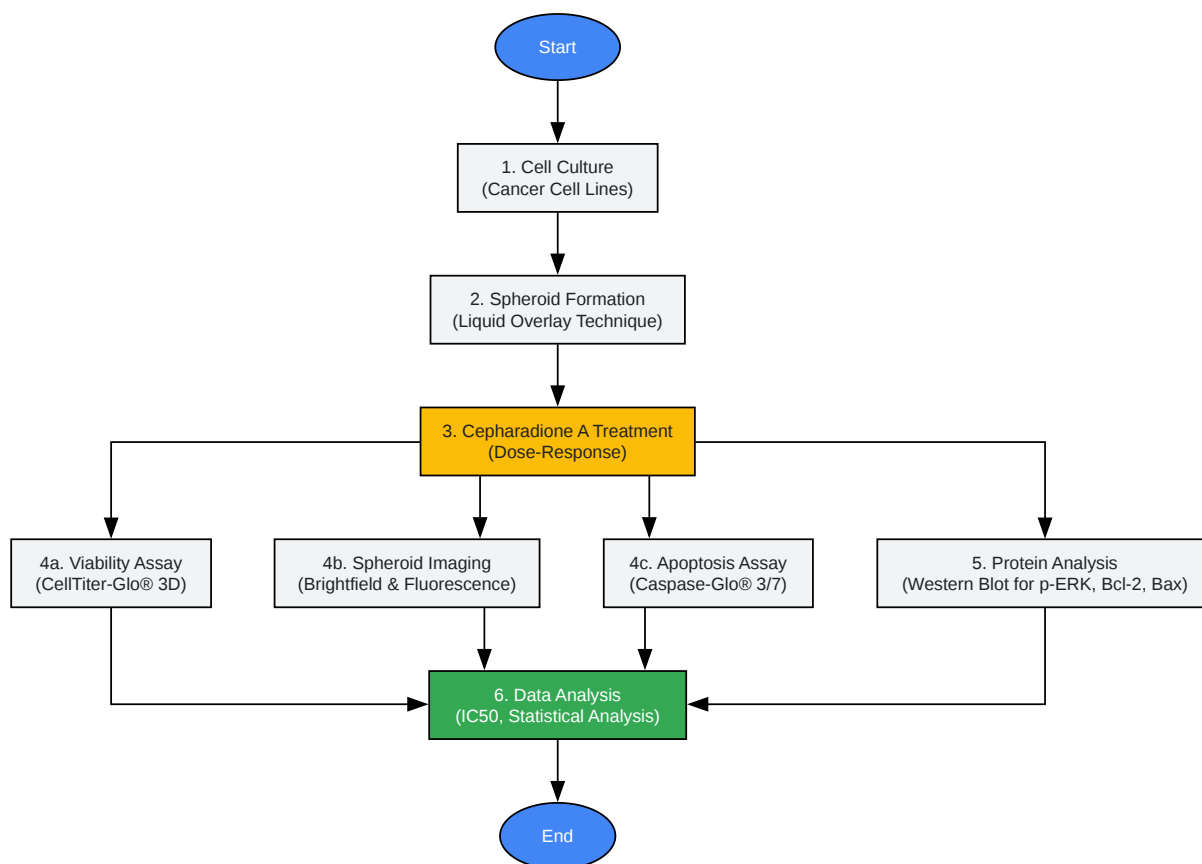 Start
1. Cell Culture
(Cancer Cell Lines)
2. Spheroid Formation
(Liquid Overlay Technique)
3. Cepharadione A Treatment
(Dose-Response)
4a. Viability Assay
(CellTiter-Glo® 3D)
4b. Spheroid Imaging
(Brightfield & Fluorescence)
4c. Apoptosis Assay
(Caspase-Glo® 3/7)
5. Protein Analysis
(Western Blot for p-ERK, Bcl-2, Bax)
6. Data Analysis
(IC50, Statistical Analysis)
End